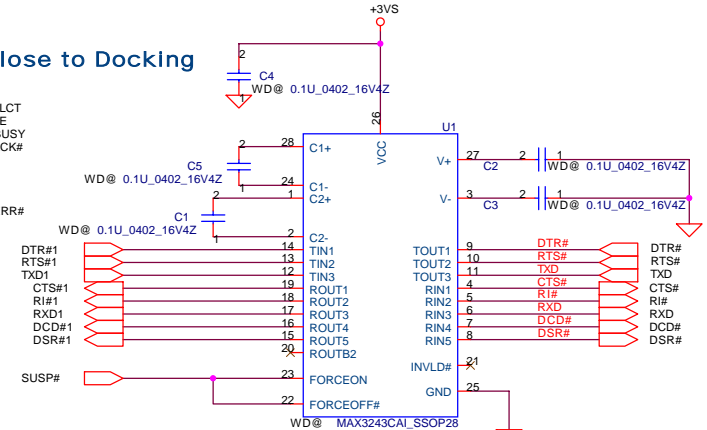 +3VS
lose to Docking
2
C4
WD@ 0.1U_0402_16V4Z
1
LCT
E
BUSY
CK#
26
U1
VCC
2
28
C1+
V+
27
C2
2
1
WD@ 0.1U_0402_16V4Z
C5
WD@ 0.1U_0402_16V4Z
1
24
C1-
2
1
C2+
V-
3
C3
2
1
WD@ 0.1U_0402_16V4Z
RR#
C1
WD@ 0.1U_0402_16V4Z
1
2
C2-
DTR#1
14
TIN1
TOUT1
9
DTR#
DTR#
RTS#1
13
TIN2
TOUT2
10
RTS#
RTS#
TXD1
12
TIN3
TOUT3
11
TXD
TXD
CTS#1
19
ROUT1
RIN1
4
CTS#
CTS#
RI#1
18
ROUT2
RIN2
5
RI#
RI#
RXD1
17
ROUT3
RIN3
6
RXD
RXD
DCD#1
16
ROUT4
RIN4
7
DCD#
DCD#
DSR#1
15
ROUT5
RIN5
8
DSR#
DSR#
20
ROUTB2
INVLD#
21
SUSP#
23
FORCEON
GND
25
22
FORCEOFF#
WD@ MAX3243CAI_SSOP28